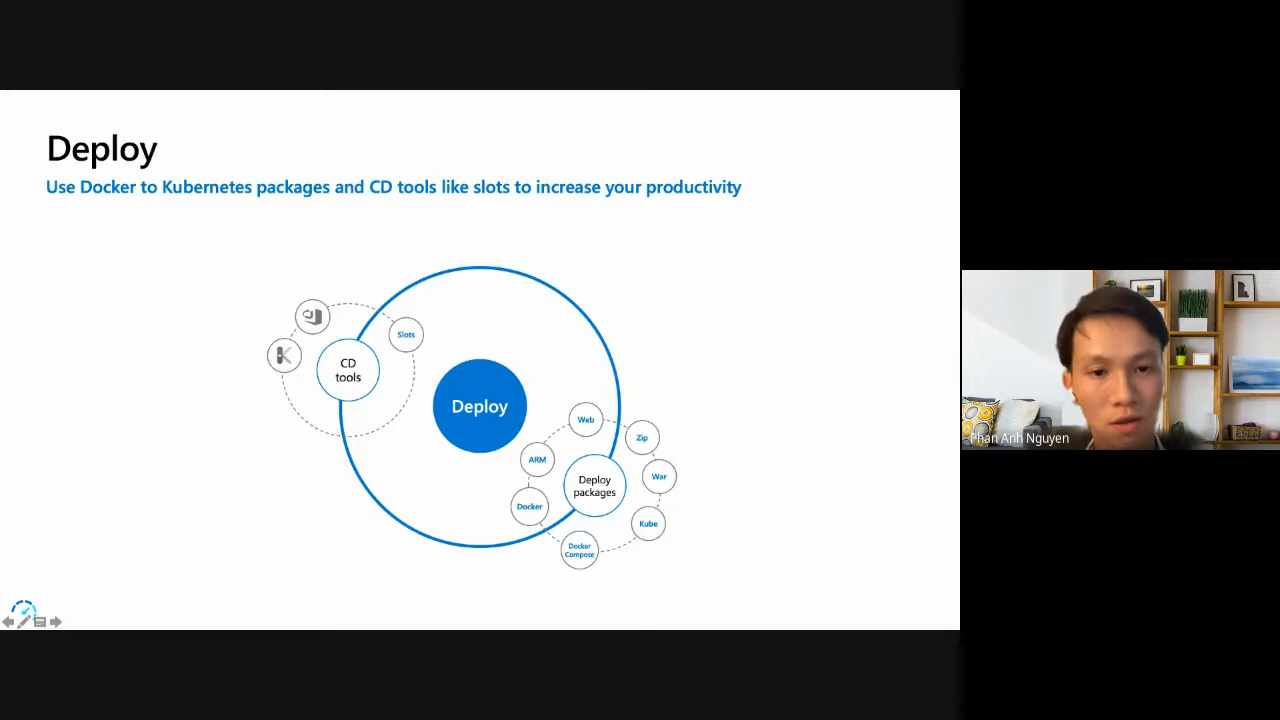 Deploy
Use Docker to Kubernetes packages and CD tools like slots to increase your productivity
Slots
CD
tools
Deploy
Web
Zip
ARM
War
Deploy
packages
Docker
Kube
Docker
Compose
Phan Anh Nguyen